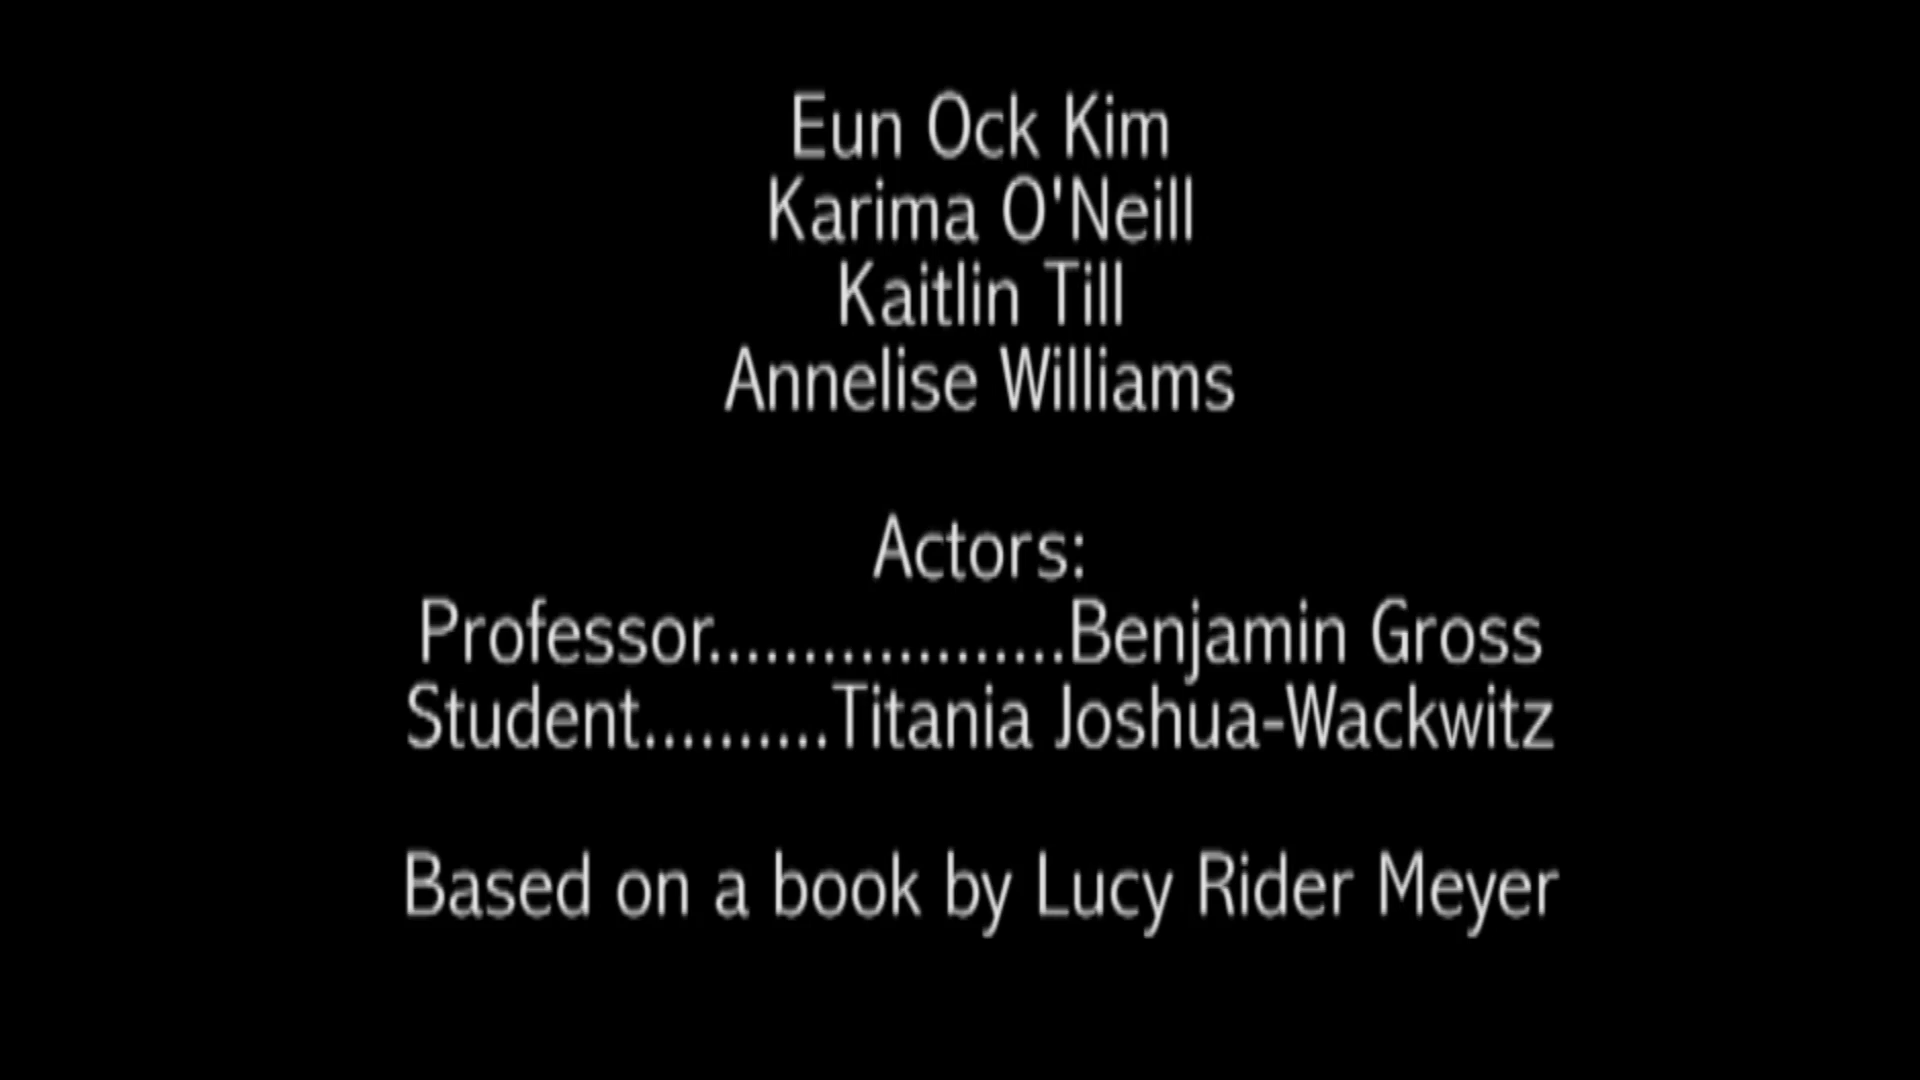 Eun Ock Kim
Karima O'Neill
Kaitlin Till
Annelise Williams
Actors:
Professor...................Benjamin Gross
Student..........Titania Joshua-Wackwitz
Based on a book by Lucy Rider Meyer